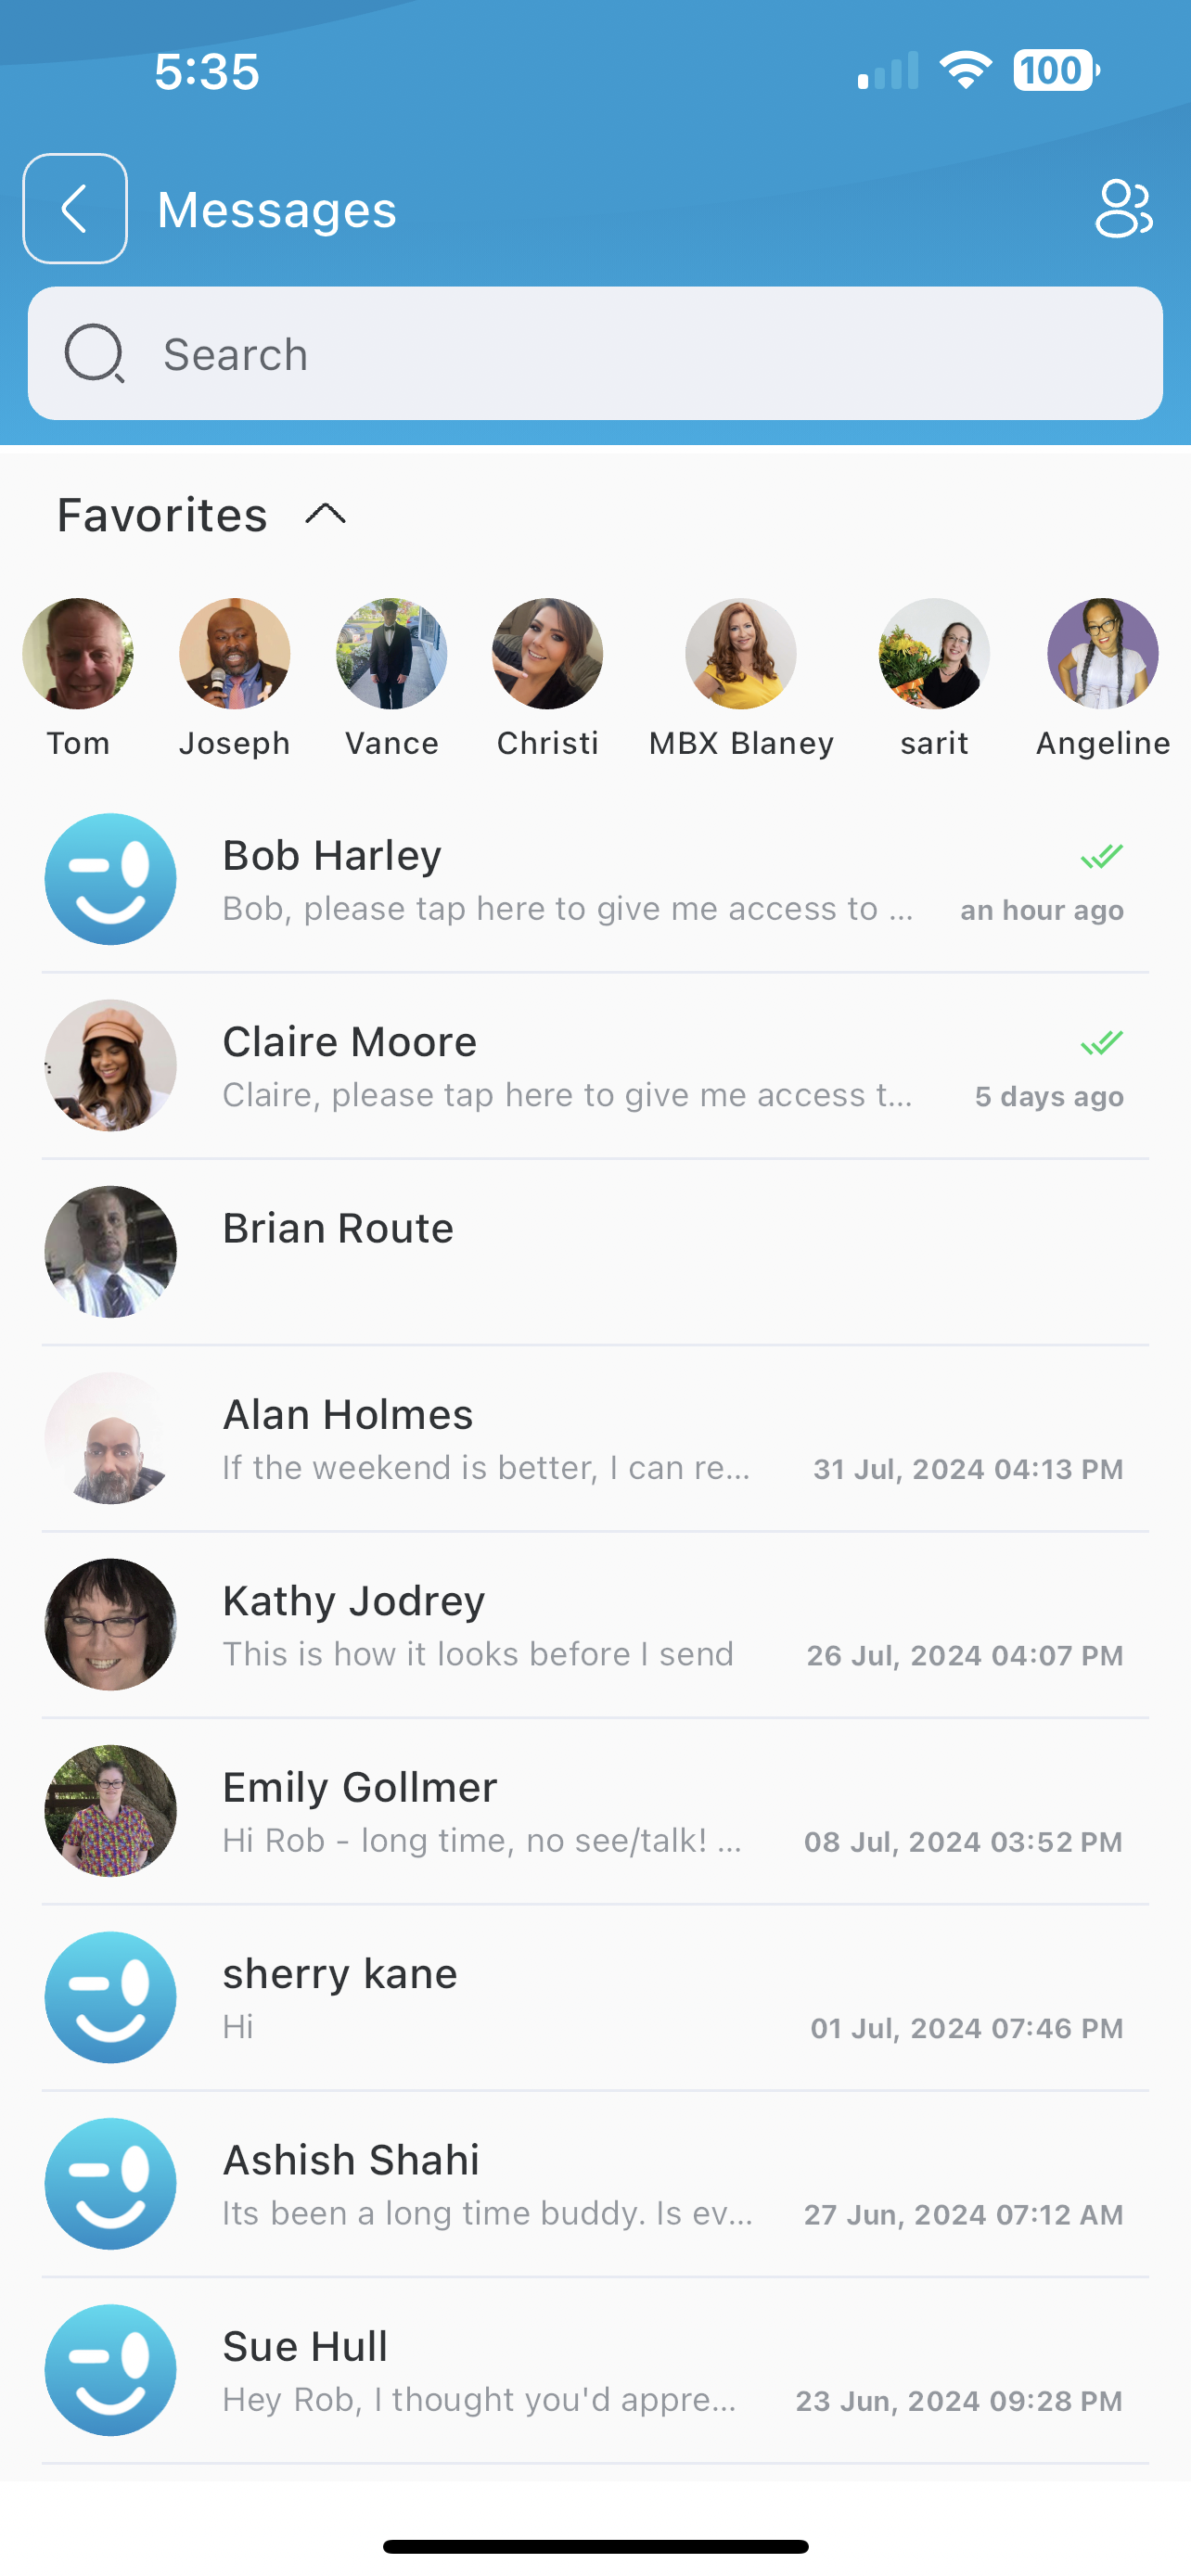 5:35
100
Messages
Search
Favorites
Tom
Joseph
Vance
Christi
MBX Blaney
sarit
Angeline
Bob Harley
Bob, please tap here to give me access to ...
an hour ago
Claire Moore
Claire, please tap here to give me access t...
5 days ago
Brian Route
Alan Holmes
If the weekend is better, I can re...
31 Jul, 2024 04:13 PM
Kathy Jodrey
This is how it looks before I send
26 Jul, 2024 04:07 PM
Emily Gollmer
Hi Rob - long time, no see/talk! ...
08 Jul, 2024 03:52 PM
sherry kane
Hi
01 Jul, 2024 07:46 PM
Ashish Shahi
Its been a long time buddy. Is ev...
27 Jun, 2024 07:12 AM
Sue Hull
Hey Rob, I thought you'd appre...
23 Jun, 2024 09:28 PM